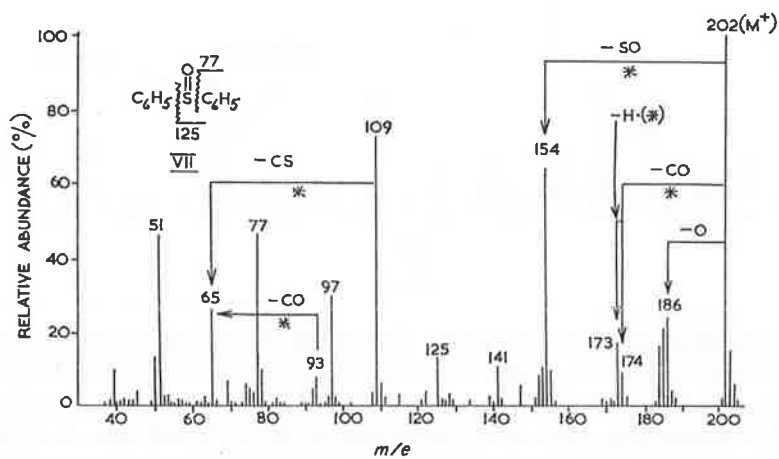 100
80
60
40
20
0
RELATIVE ABUNDANCE (%)
O 77
S
C₆H₅ C₆H₅
125
VII
202(M⁺)
– SO
*
–H·(*)
– CO
*
– O
154
109
– CS
*
51
77
65
97
– CO
*
93
125
141
173
174
186
40 60 80 100 120 140 160 180 200
m/e